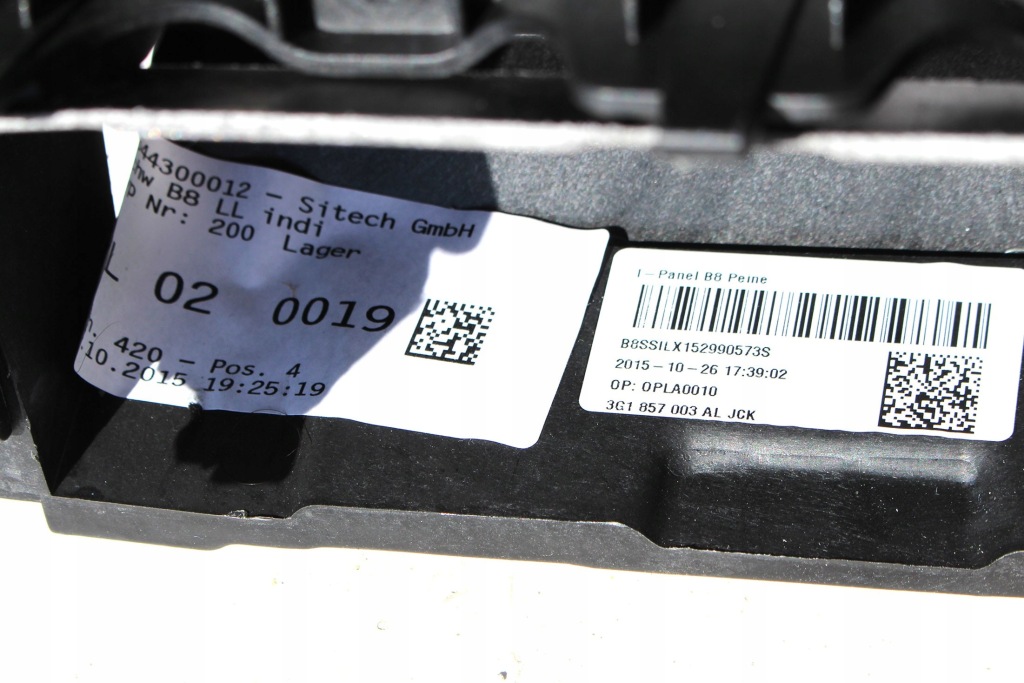 44300012 - Sitech GmbH
B8 LL indi
Nr: 200 Lager
L 02 0019
420 - Pos. 4
.10.2015 19:25:19
I-Panel B8 Peine
B8SSILX152990573S
2015-10-26 17:39:02
OP: OPLA0010
3G1 857 003 AL JCK